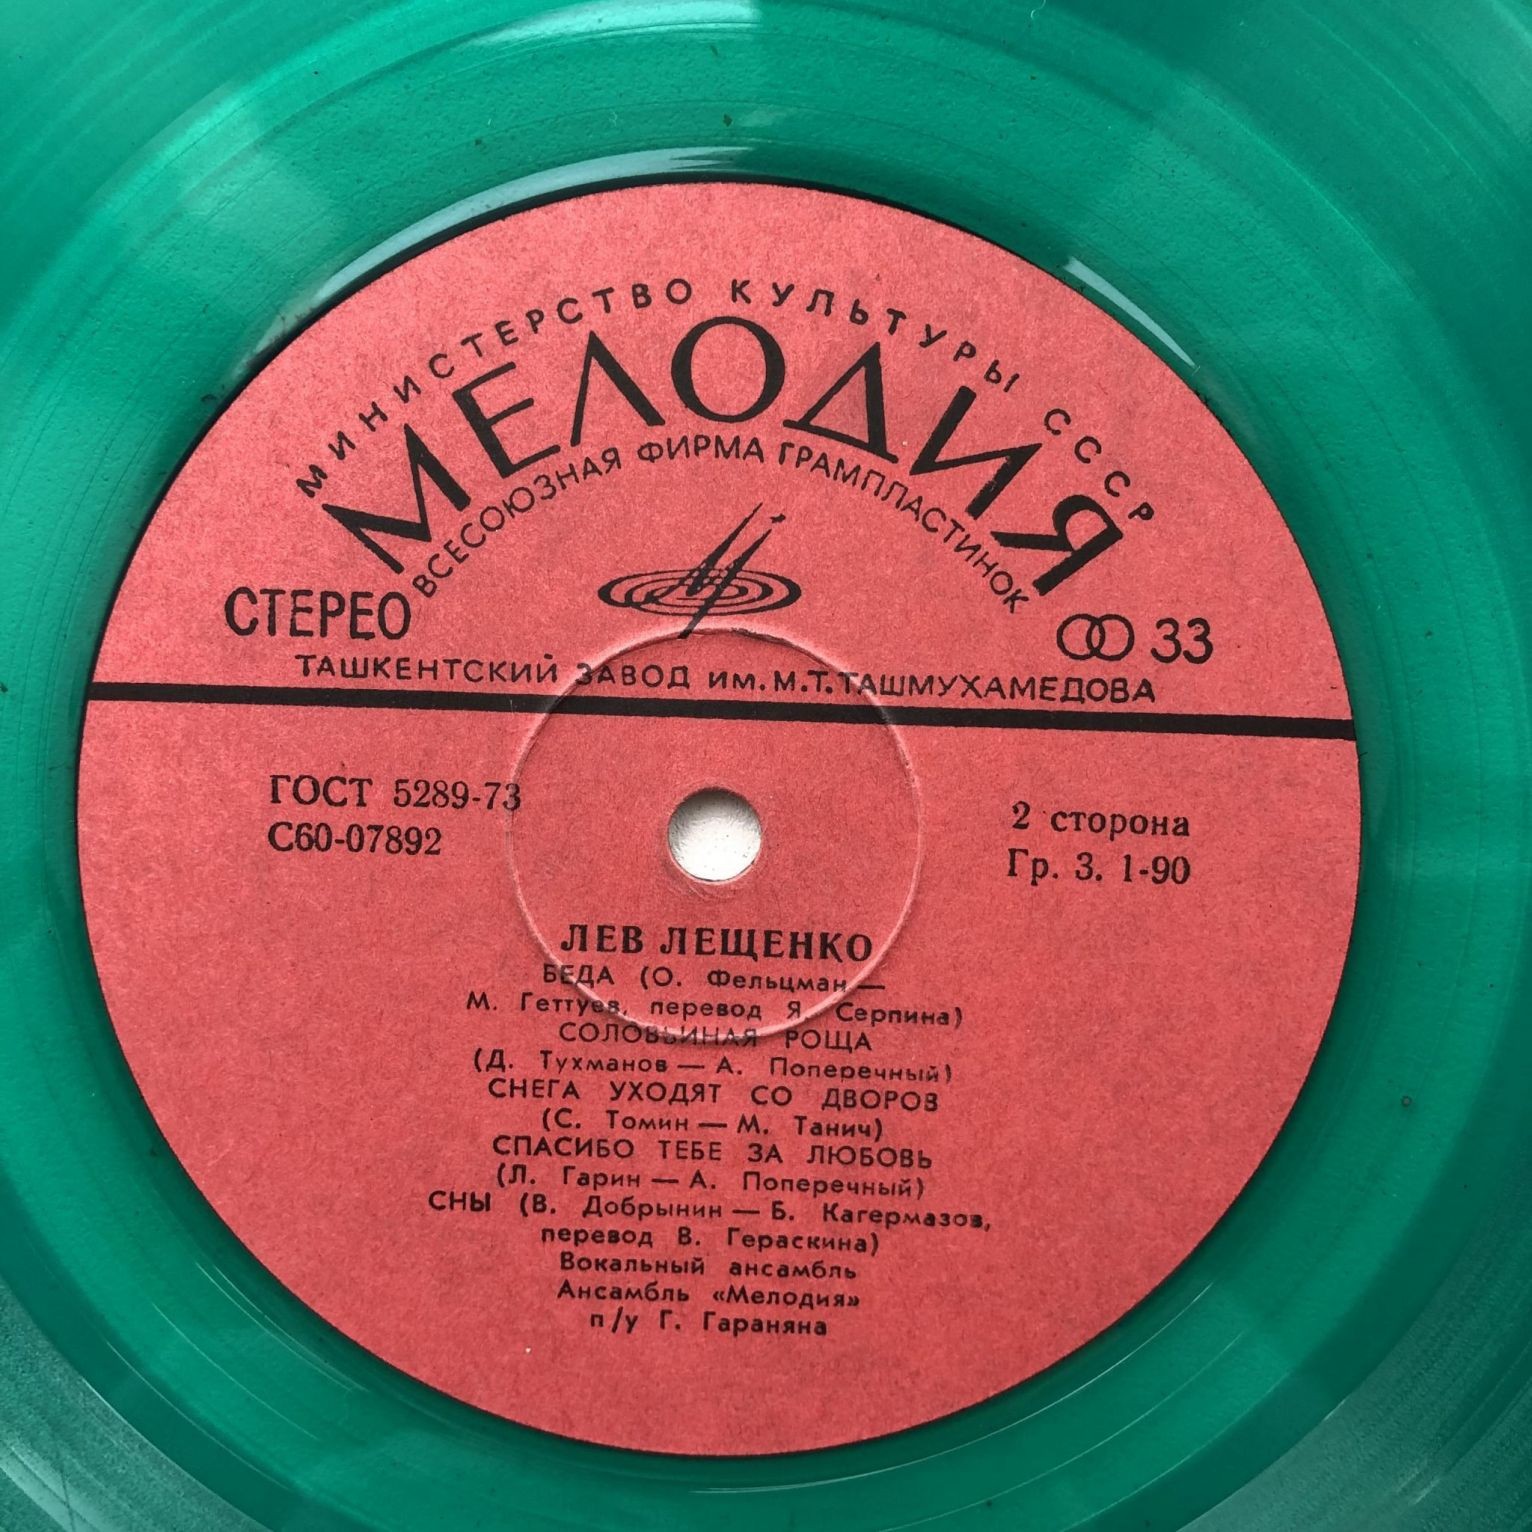 МИНИСТЕРСТВО КУЛЬТУРЫ СССР
МЕЛОДИЯ
ВСЕСОЮЗНАЯ ФИРМА ГРАМПЛАСТИНОК
СТЕРЕО
33
ТАШКЕНТСКИЙ ЗАВОД им. М.Т. ТАШМУХАМЕДОВА
ГОСТ 5289-73
С60-07892
2 сторона
Гр. 3. 1-90
ЛЕВ ЛЕЩЕНКО
БЕДА (О. Фельцман —
М. Геттуев, перевод Я. Серпина)
СОЛОВЬИНАЯ РОЩА
(Д. Тухманов — А. Поперечный)
СНЕГА УХОДЯТ СО ДВОРОВ
(С. Томин — М. Танич)
СПАСИБО ТЕБЕ ЗА ЛЮБОВЬ
(Л. Гарин — А. Поперечный)
СНЫ (В. Добрынин — Б. Кагермазов,
перевод В. Гераскина)
Вокальный ансамбль
Ансамбль «Мелодия»
п/у Г. Гараняна